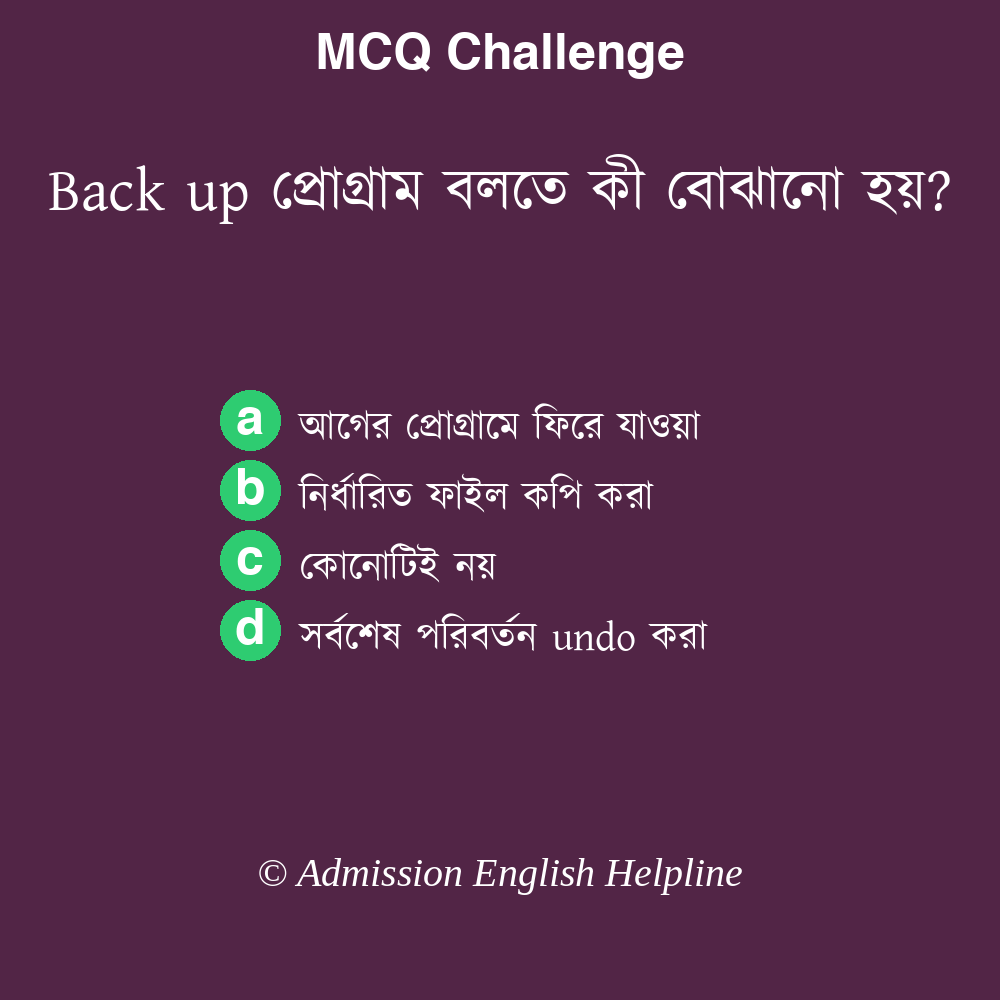 MCQ Challenge
Back up প্রোগ্রাম বলতে কী বোঝানো হয়?
a আগের প্রোগ্রামে ফিরে যাওয়া
b নির্ধারিত ফাইল কপি করা
c কোনোটিই নয়
d সর্বশেষ পরিবর্তন undo করা
© Admission English Helpline